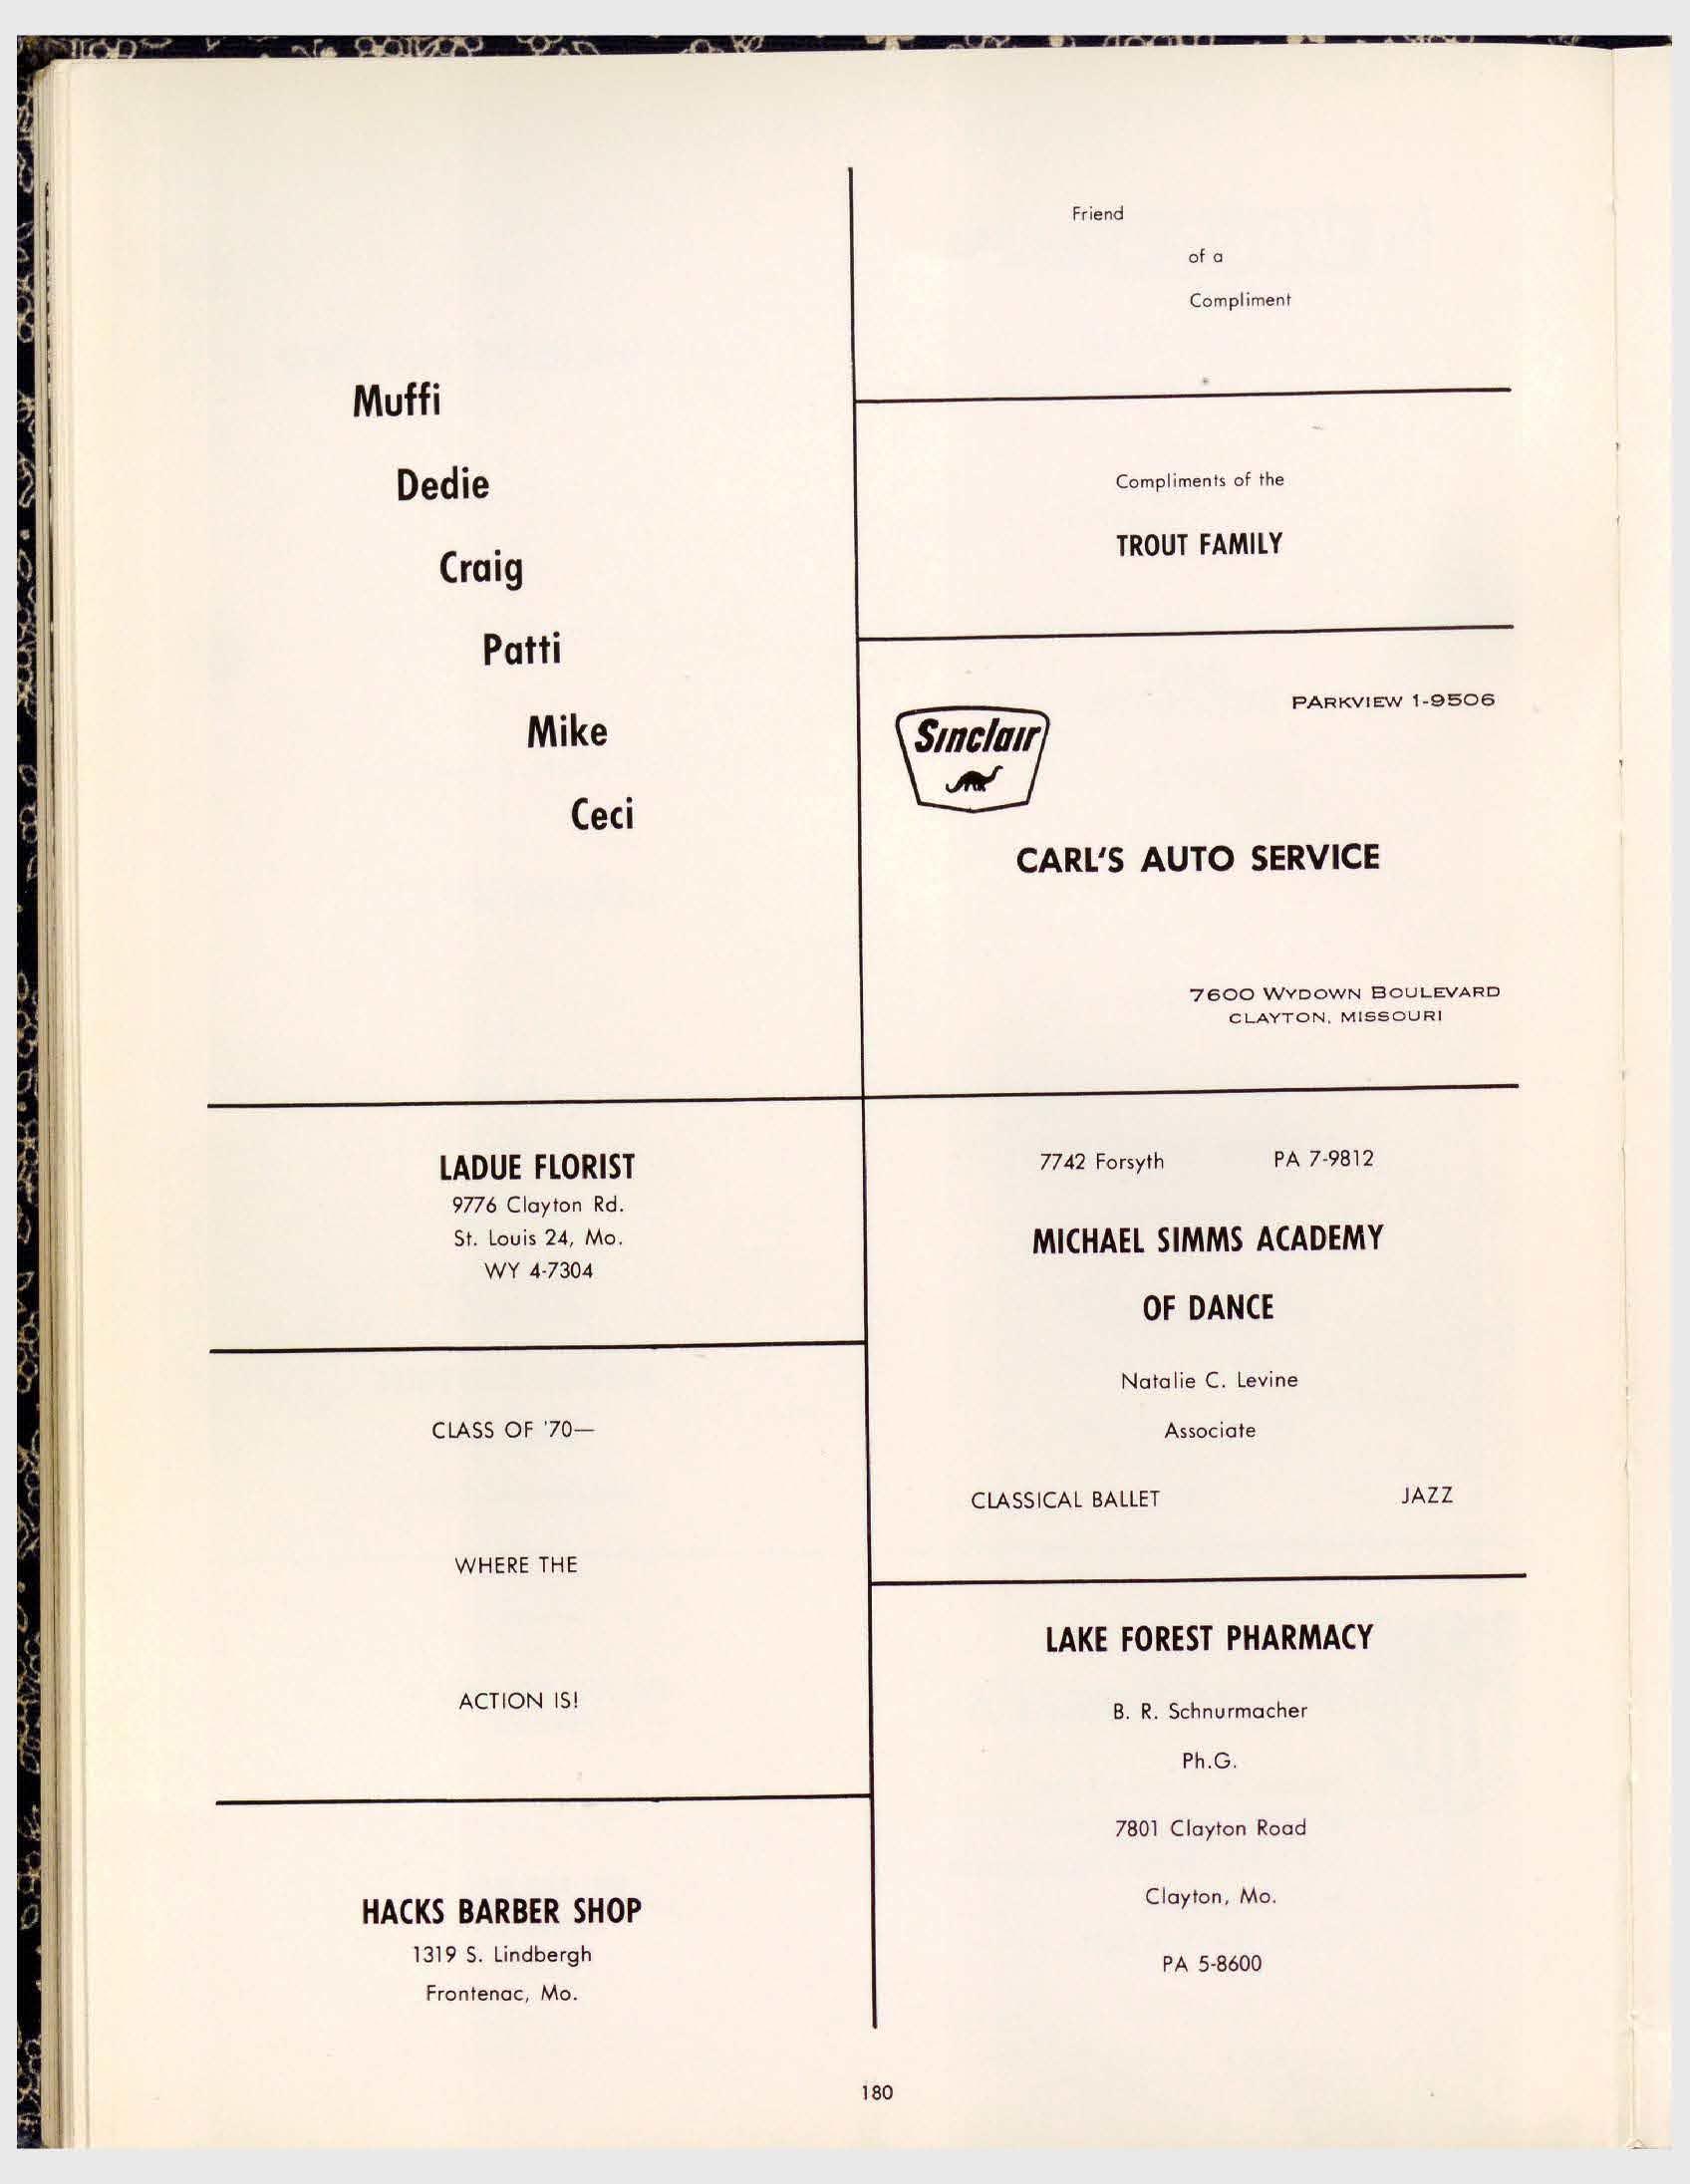 Muffi
Dedie
Craig
Patti
Mike
Ceci
LADUE FLORIST
9776 Clayton Rd.
St. Louis 24, Mo.
WY 4-7304
CLASS OF '70—
WHERE THE
ACTION IS!
HACKS BARBER SHOP
1319 S. Lindbergh
Frontenac, Mo.
Friend
of a
Compliment
Compliments of the
TROUT FAMILY
PARKVIEW 1-9506
Sinclair
CARL'S AUTO SERVICE
7600 WYDOWN BOULEVARD
CLAYTON, MISSOURI
7742 Forsyth PA 7-9812
MICHAEL SIMMS ACADEMY
OF DANCE
Natalie C. Levine
Associate
CLASSICAL BALLET JAZZ
LAKE FOREST PHARMACY
B. R. Schnurmacher
Ph.G.
7801 Clayton Road
Clayton, Mo.
PA 5-8600
180